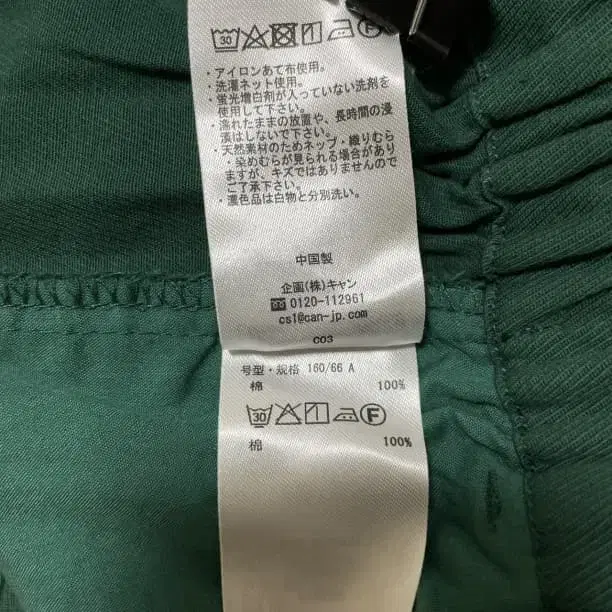 30 F
・アイロンあて布使用。
・洗濯ネット使用。
・蛍光増白剤が入っていない洗剤を
使用して下さい。
・濡れたままの放置や、長時間の浸
漬はしないで下さい。
・天然素材のためネップ・織りむら
・染めむらが見られる場合があり
ますが、キズではありませんので
ご了承下さい。
・濃色品は白物と分別洗い。
中国製
企画(株)キャン
0120-112961
cs1@can-jp.com
C03
号型・规格 160/66 A
棉 100%
30 F
棉 100%